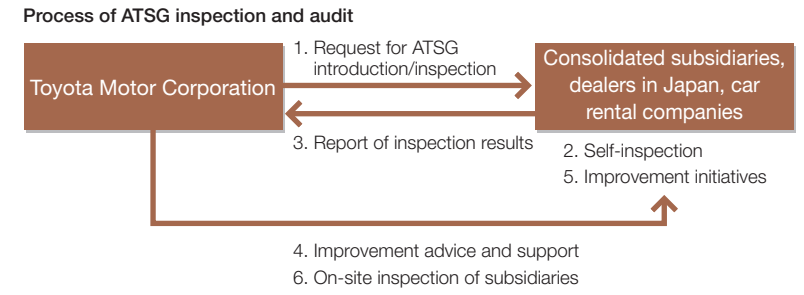 Process of ATSG inspection and audit
Toyota Motor Corporation
1. Request for ATSG
introduction/inspection
Consolidated subsidiaries,
dealers in Japan, car
rental companies
3. Report of inspection results
2. Self-inspection
5. Improvement initiatives
4. Improvement advice and support
6. On-site inspection of subsidiaries